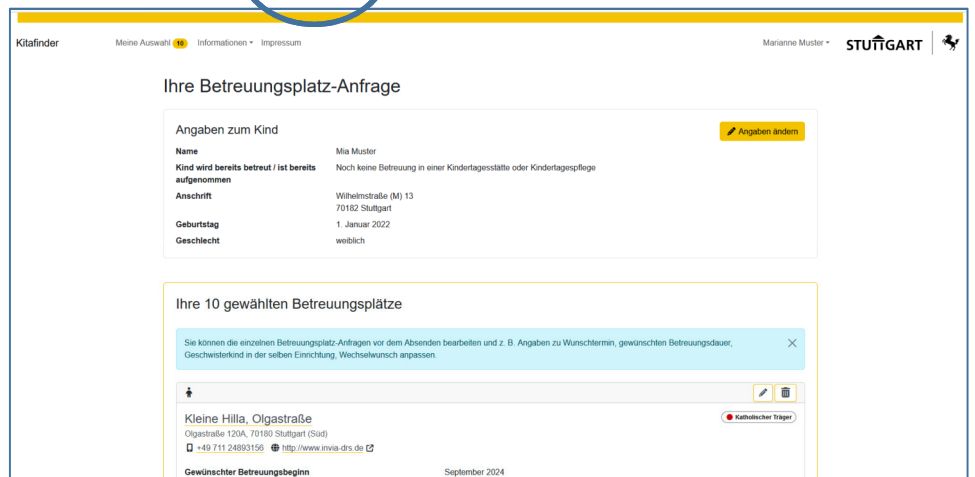 Kitafinder Meine Auswahl 10 Informationen Impressum Marianne Muster STUTTGART
Ihre Betreuungsplatz-Anfrage
Angaben zum Kind Angaben ändern
Name Mia Muster
Kind wird bereits betreut / ist bereits Noch keine Betreuung in einer Kindertagesstätte oder Kindertagespflege
aufgenommen
Anschrift Wilhelmstraße (M) 13
70182 Stuttgart
Geburtstag 1. Januar 2022
Geschlecht weiblich
Ihre 10 gewählten Betreuungsplätze
Sie können die einzelnen Betreuungsplatz-Anfragen vor dem Absenden bearbeiten und z. B. Angaben zu Wunschtermin, gewünschten Betreuungsdauer,
Geschwisterkind in der selben Einrichtung, Wechselwunsch anpassen.
Kleine Hilla, Olgastraße Katholischer Träger
Olgastraße 120A, 70180 Stuttgart (Süd)
+49 711 24893156 http://www.invia-drs.de
Gewünschter Betreuungsbeginn September 2024